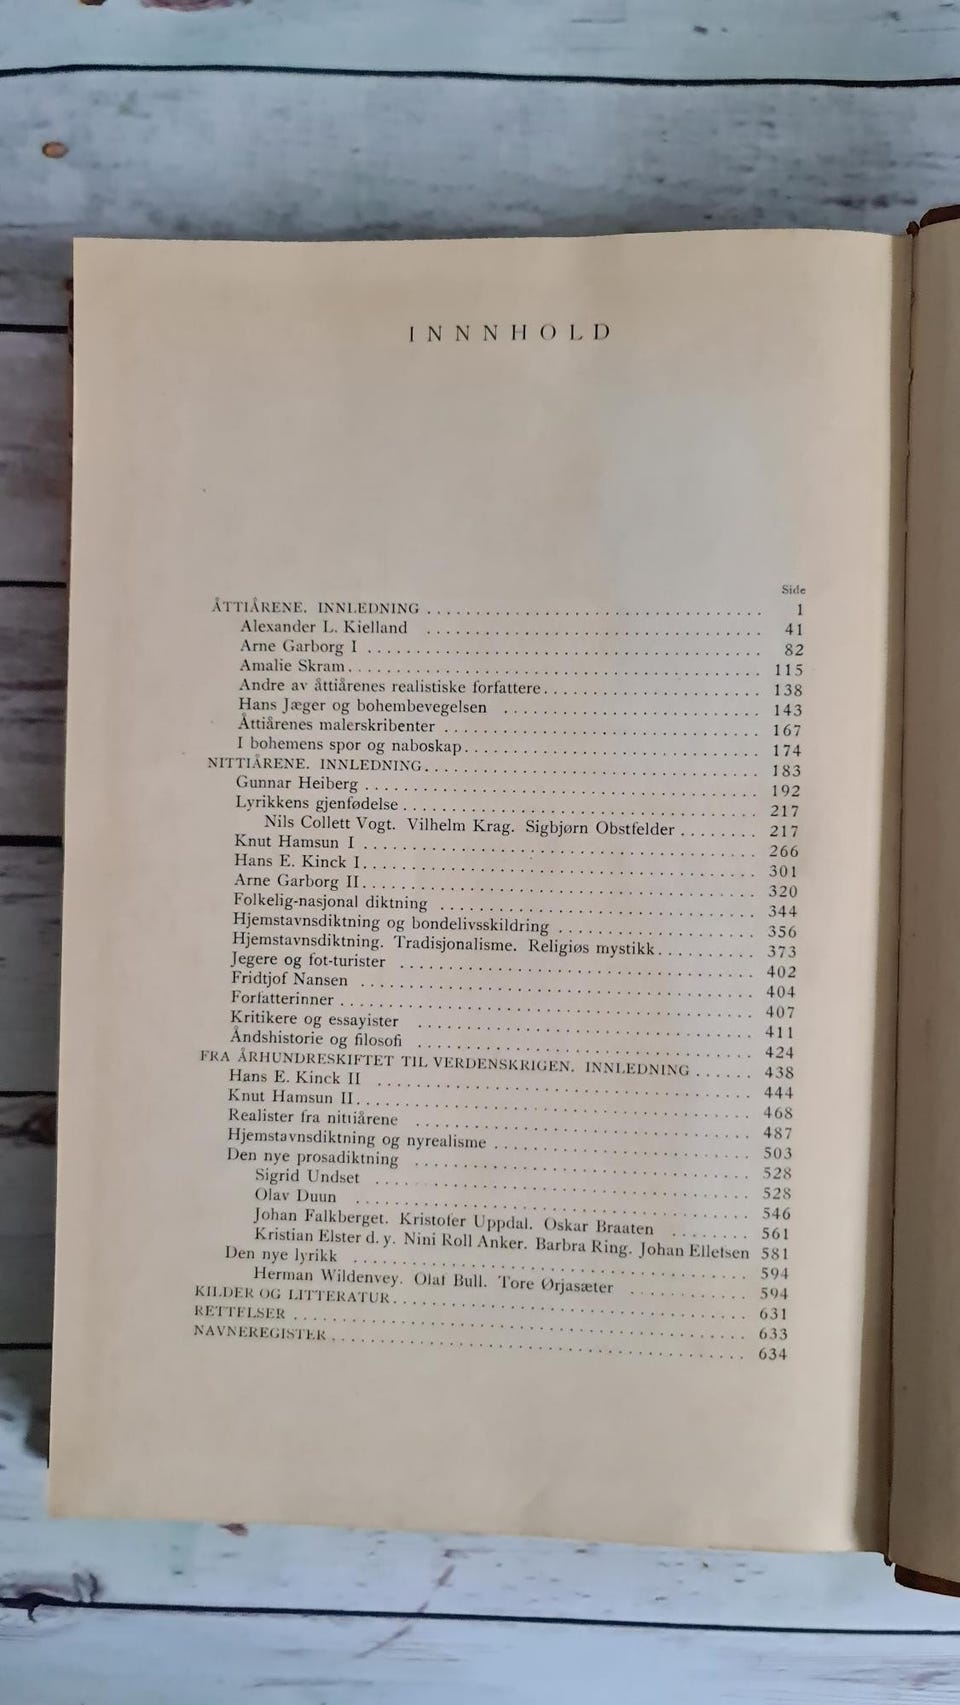 INNNHOLD
Side
ÅTTIÅRENE. INNLEDNING . . . . . . . . . . . . . . . . . . . . 1
Alexander L. Kielland . . . . . . . . . . . . . . . . . . . . 41
Arne Garborg I . . . . . . . . . . . . . . . . . . . . 82
Amalie Skram . . . . . . . . . . . . . . . . . . . . 115
Andre av åttiårenes realistiske forfattere . . . . . . . . . . 138
Hans Jæger og bohembevegelsen . . . . . . . . . . 143
Åttiårenes malerskribenter . . . . . . . . . . 167
I bohemens spor og naboskap . . . . . . . . . . 174
NITTIÅRENE. INNLEDNING . . . . . . . . . . 183
Gunnar Heiberg . . . . . . . . . . 192
Lyrikkens gjenfødelse . . . . . . . . . . 217
Nils Collett Vogt. Vilhelm Krag. Sigbjørn Obstfelder . . . . . . . . 217
Knut Hamsun I . . . . . . . . . . 266
Hans E. Kinck I . . . . . . . . . . 301
Arne Garborg II . . . . . . . . . . 320
Folkelig-nasjonal diktning . . . . . . . . . . 344
Hjemstavnsdiktning og bondelivsskildring . . . . . . . . . . 356
Hjemstavnsdiktning. Tradisjonalisme. Religiøs mystikk . . . . . . . . . . 373
Jegere og fot-turister . . . . . . . . . . 402
Fridtjof Nansen . . . . . . . . . . 404
Forfatterinner . . . . . . . . . . 407
Kritikere og essayister . . . . . . . . . . 411
Åndshistorie og filosofi . . . . . . . . . . 424
FRA ÅRHUNDRESKIFTET TIL VERDENSKRIGEN. INNLEDNING . . . . . . 438
Hans E. Kinck II . . . . . . . . . . 444
Knut Hamsun II . . . . . . . . . . 468
Realister fra nittiårene . . . . . . . . . . 487
Hjemstavnsdiktning og nyrealisme . . . . . . . . . . 503
Den nye prosadiktning . . . . . . . . . . 528
Sigrid Undset . . . . . . . . . . 528
Olav Duun . . . . . . . . . . 546
Johan Falkberget. Kristofer Uppdal. Oskar Braaten . . . . . . . . 561
Kristian Elster d. y. Nini Roll Anker. Barbra Ring. Johan Ellefsen 581
Den nye lyrikk . . . . . . . . . . 594
Herman Wildenvey. Olaf Bull. Tore Ørjasæter . . . . . . . . . . 594
KILDER OG LITTERATUR . . . . . . . . . . 631
RETTELSER . . . . . . . . . . 633
NAVNEREGISTER . . . . . . . . . . 634